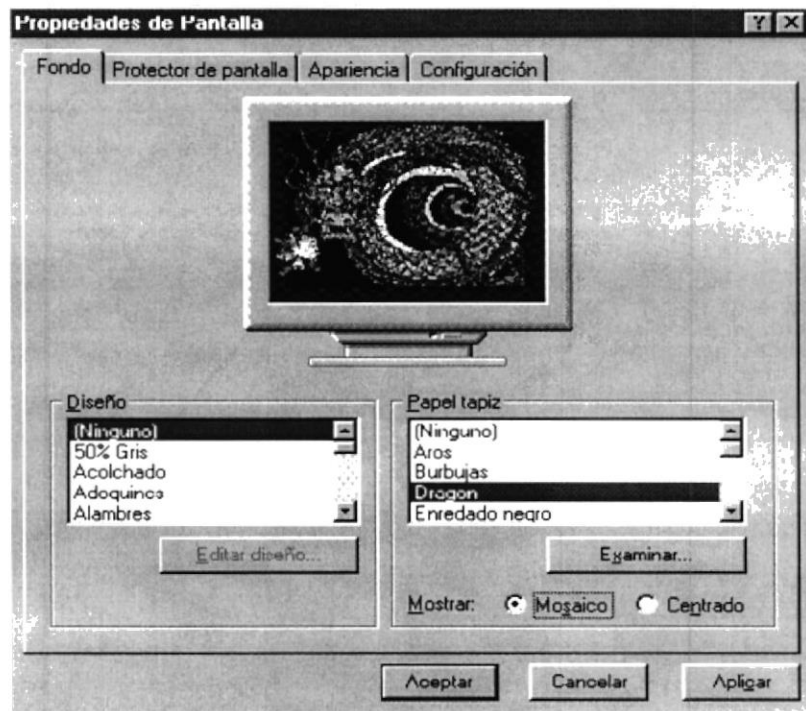 Propiedades de Pantalla
Fondo Protector de pantalla Apariencia Configuración
Diseño
(Ninguno)
50% Gris
Acolchado
Adoquines
Alambres
Editar diseño...
Papel tapiz
(Ninguno)
Aros
Burbujas
Dragon
Enredado negro
Examinar...
Mostrar: Mosaico Centrado
Aceptar Cancelar Aplicar